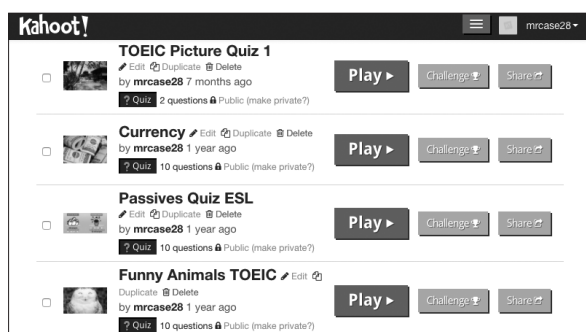 Kahoot!
mrcase28
TOEIC Picture Quiz 1
Edit Duplicate Delete
by mrcase28 7 months ago
? Quiz 2 questions Public (make private?)
Play
Challenge
Share
Currency Edit Duplicate Delete
by mrcase28 1 year ago
? Quiz 10 questions Public (make private?)
Play
Challenge
Share
Passives Quiz ESL
Edit Duplicate Delete
by mrcase28 1 year ago
? Quiz 10 questions Public (make private?)
Play
Challenge
Share
Funny Animals TOEIC Edit
Duplicate Delete
by mrcase28 1 year ago
? Quiz 10 questions Public (make private?)
Play
Challenge
Share